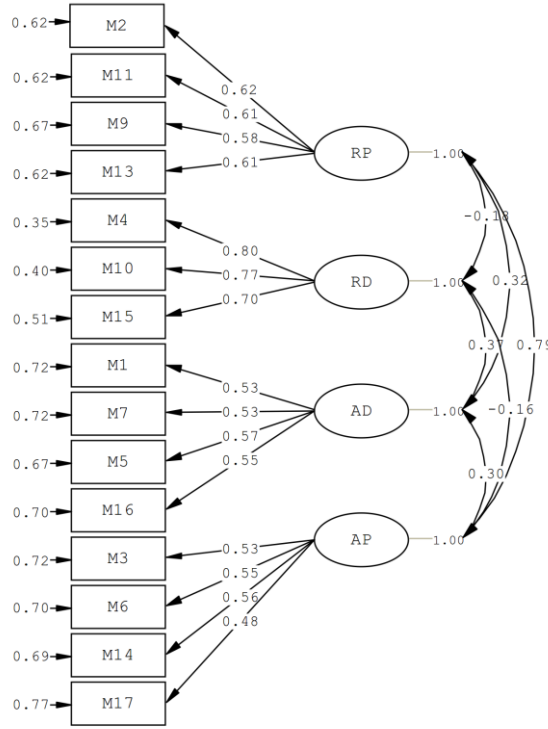 0.62 M2
0.62 M11
0.67 M9
0.62 M13
0.35 M4
0.40 M10
0.51 M15
0.72 M1
0.72 M7
0.67 M5
0.70 M16
0.72 M3
0.70 M6
0.69 M14
0.77 M17
0.62
0.61
0.58
0.61
0.80
0.77
0.70
0.53
0.53
0.57
0.55
0.53
0.55
0.56
0.48
RP 1.00
RD 1.00
AD 1.00
AP 1.00
-0.18
0.32
0.37
0.79
-0.16
0.30